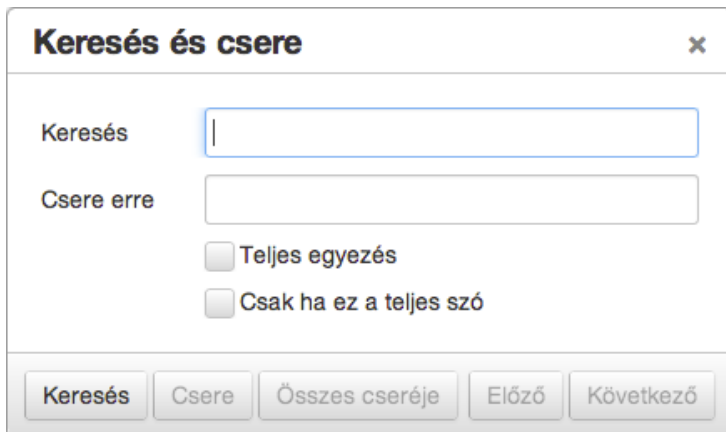 Keresés és csere
Keresés
Csere erre
Teljes egyezés
Csak ha ez a teljes szó
Keresés Csere Összes cseréje Előző Következő